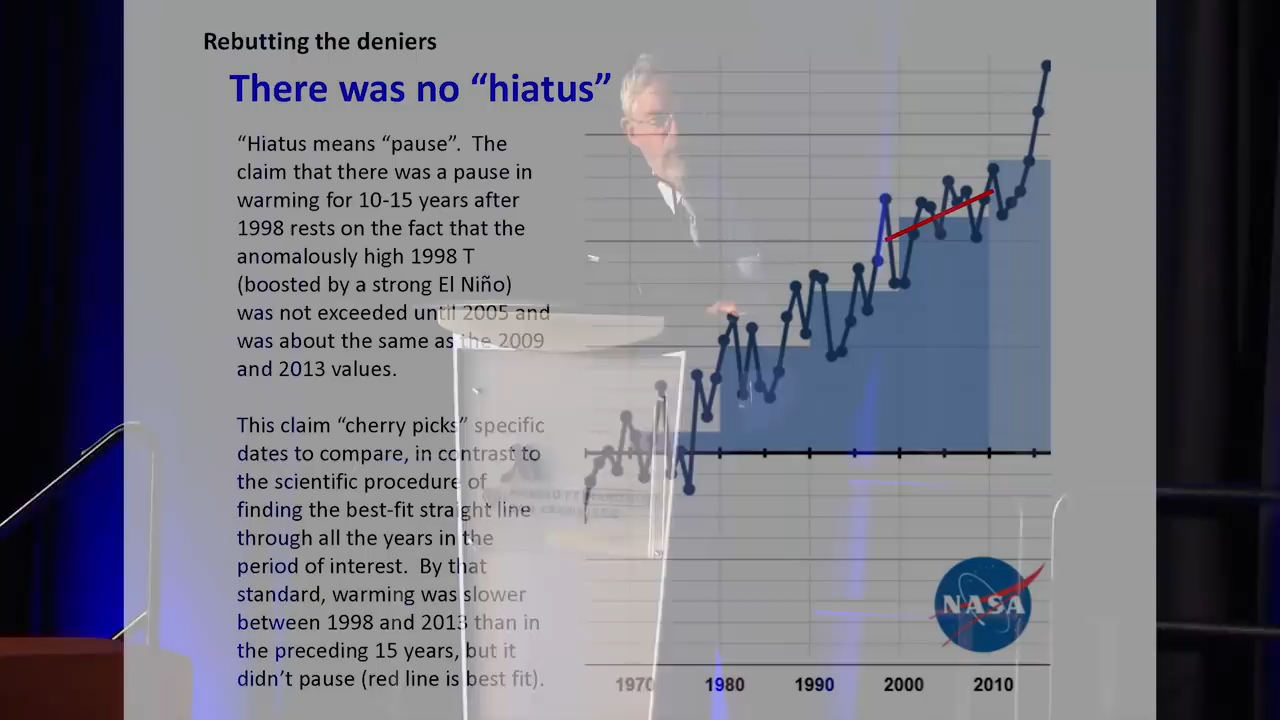 Rebutting the deniers
There was no “hiatus”
“Hiatus means “pause”. The
claim that there was a pause in
warming for 10-15 years after
1998 rests on the fact that the
anomalously high 1998 T
(boosted by a strong El Niño)
was not exceeded until 2005 and
was about the same as the 2009
and 2013 values.
This claim “cherry picks” specific
dates to compare, in contrast to
the scientific procedure of
finding the best-fit straight line
through all the years in the
period of interest. By that
standard, warming was slower
between 1998 and 2013 than in
the preceding 15 years, but it
didn’t pause (red line is best fit).
NASA
1970 1980 1990 2000 2010